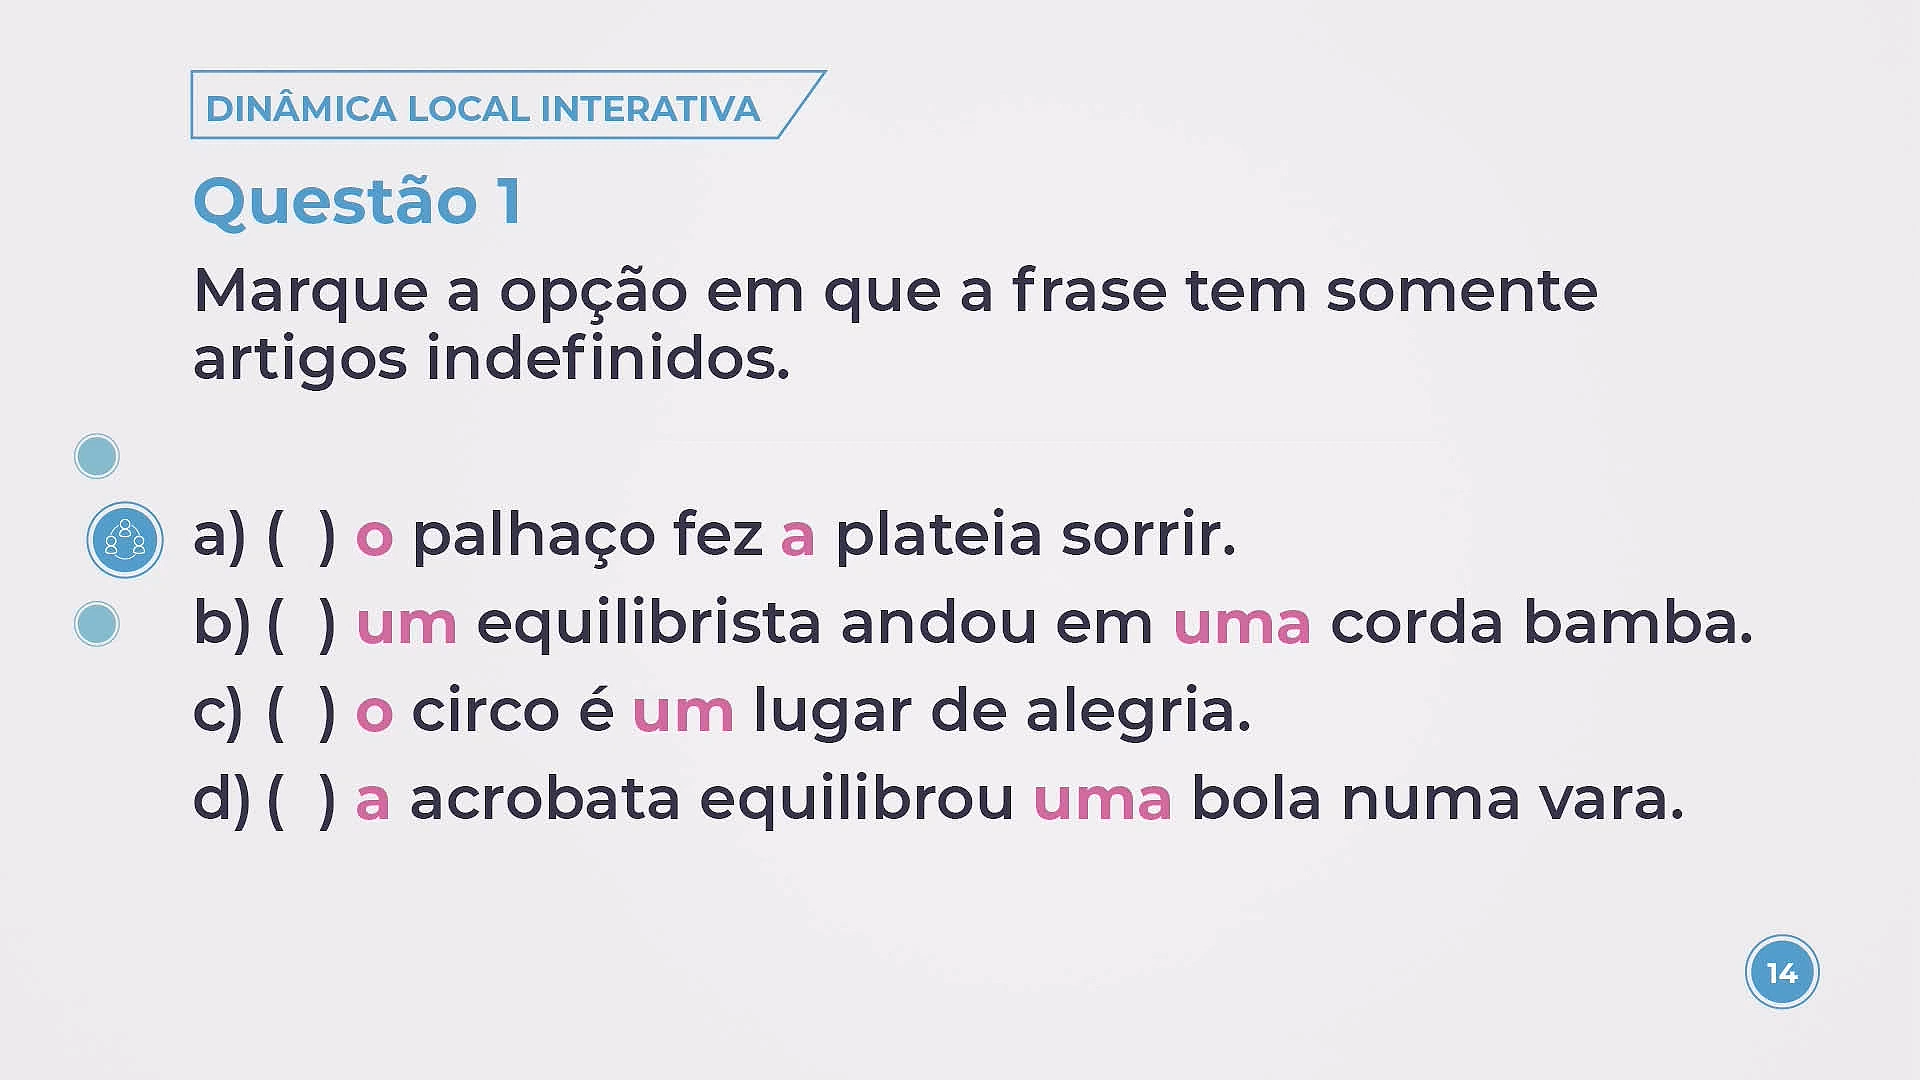 DINÂMICA LOCAL INTERATIVA
Questão 1
Marque a opção em que a frase tem somente
artigos indefinidos.
a) ( ) o palhaço fez a plateia sorrir.
b) ( ) um equilibrista andou em uma corda bamba.
c) ( ) o circo é um lugar de alegria.
d) ( ) a acrobata equilibrou uma bola numa vara.
14